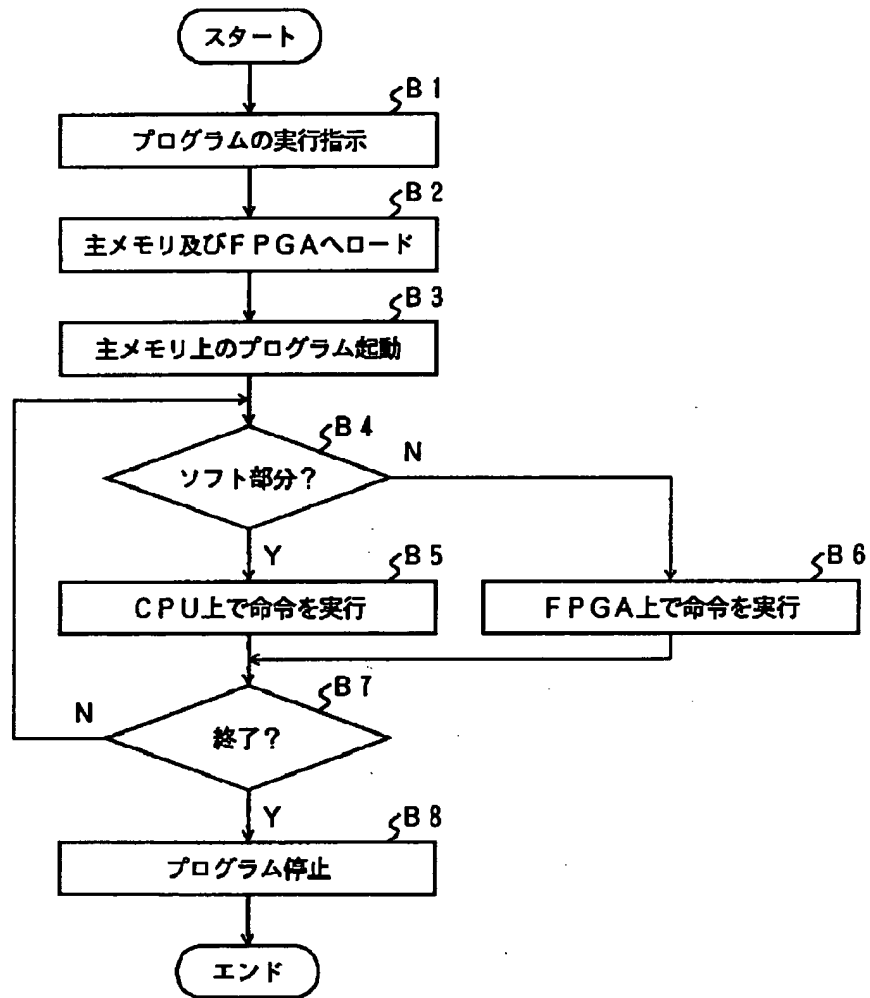 スタート
B1
プログラムの実行指示
B2
主メモリ及びFPGAへロード
B3
主メモリ上のプログラム起動
B4
ソフト部分?
N
Y
B5
CPU上で命令を実行
B6
FPGA上で命令を実行
B7
終了?
N
Y
B8
プログラム停止
エンド